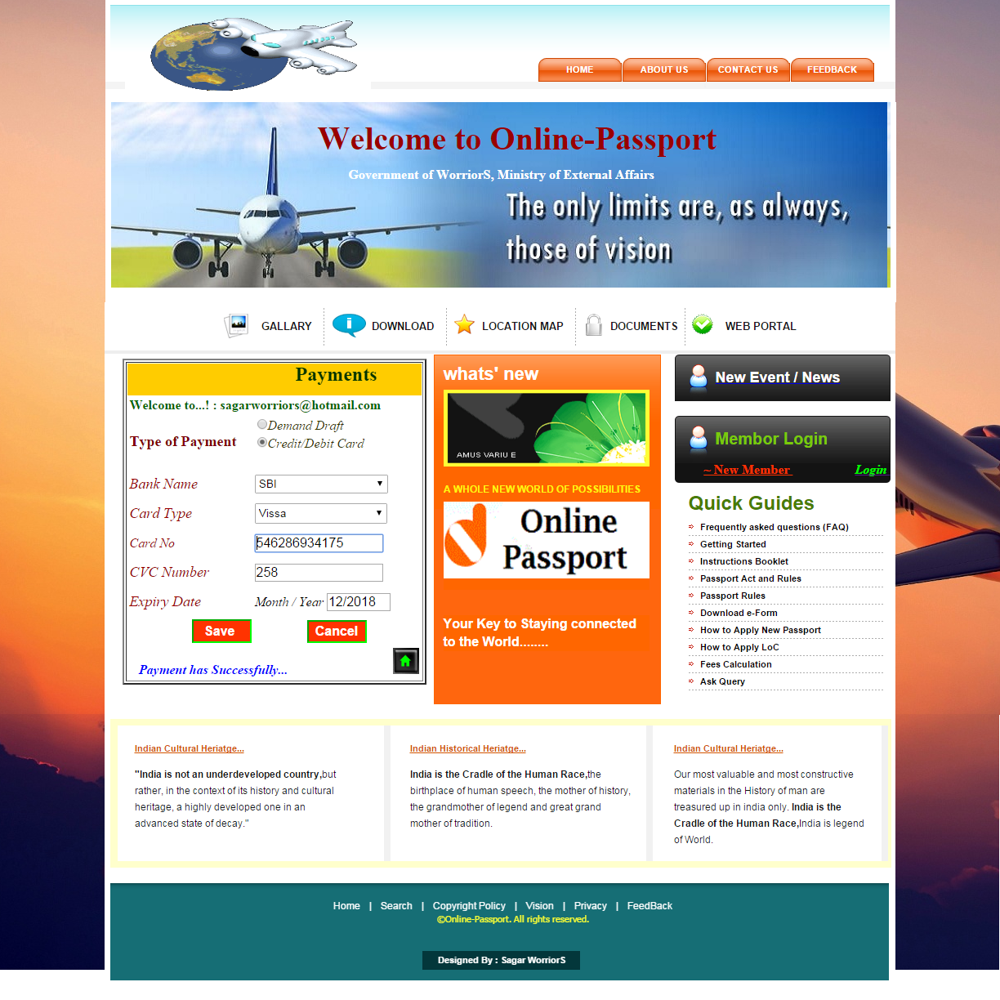 HOME
ABOUT US
CONTACT US
FEEDBACK
Welcome to Online-Passport
Government of WorriorS, Ministry of External Affairs
The only limits are, as always,
those of vision
GALLARY
DOWNLOAD
LOCATION MAP
DOCUMENTS
WEB PORTAL
Payments
Welcome to...! : sagarworriors@hotmail.com
Type of Payment
Demand Draft
Credit/Debit Card
Bank Name
SBI
Card Type
Vissa
Card No
546286934175
CVC Number
258
Expiry Date
Month / Year 12/2018
Save
Cancel
Payment has Successfully...
whats' new
AMUS VARIU E
A WHOLE NEW WORLD OF POSSIBILITIES
Online
Passport
Your Key to Staying connected
to the World........
New Event / News
Membor Login
~ New Member
Login
Quick Guides
Frequently asked questions (FAQ)
Getting Started
Instructions Booklet
Passport Act and Rules
Passport Rules
Download e-Form
How to Apply New Passport
How to Apply LoC
Fees Calculation
Ask Query
Indian Cultural Heriatge...
"India is not an underdeveloped country,but
rather, in the context of its history and cultural
heritage, a highly developed one in an
advanced state of decay."
Indian Historical Heriatge...
India is the Cradle of the Human Race,the
birthplace of human speech, the mother of history,
the grandmother of legend and great grand
mother of tradition.
Indian Cultural Heriatge...
Our most valuable and most constructive
materials in the History of man are
treasured up in india only. India is the
Cradle of the Human Race,India is legend
of World.
Home | Search | Copyright Policy | Vision | Privacy | FeedBack
©Online-Passport. All rights reserved.
Designed By : Sagar WorriorS